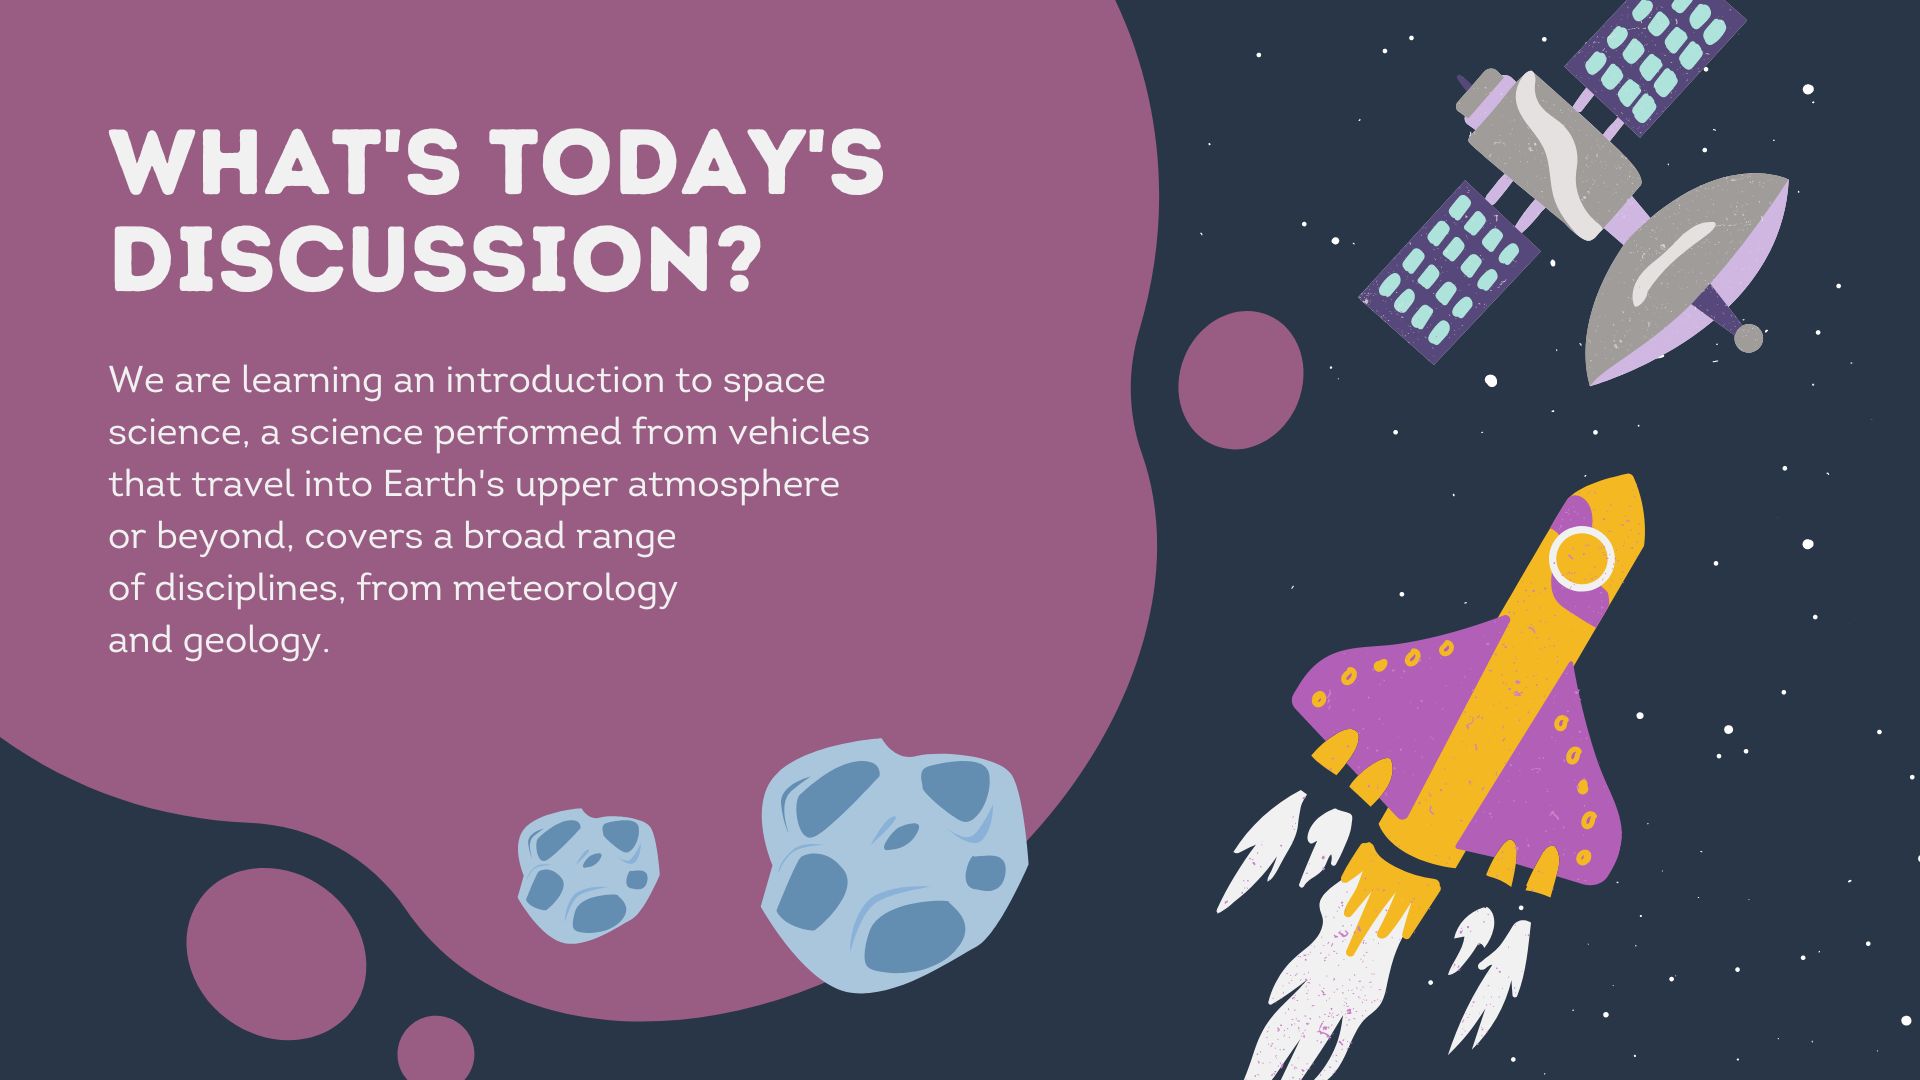 WHAT'S TODAY'S
DISCUSSION?
We are learning an introduction to space
science, a science performed from vehicles
that travel into Earth's upper atmosphere
or beyond, covers a broad range
of disciplines, from meteorology
and geology.